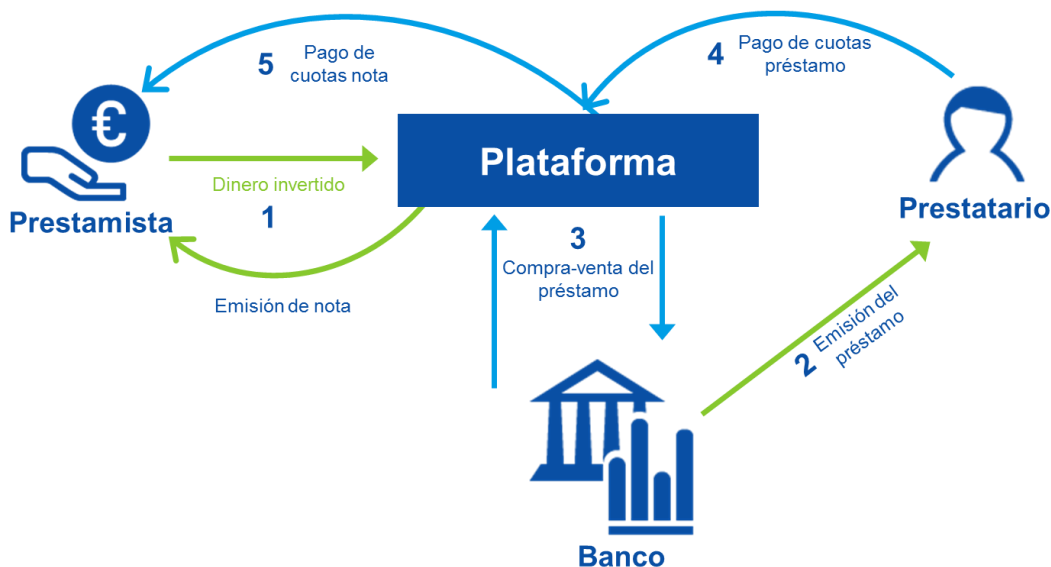 5
Pago de
cuotas nota
4
Pago de cuotas
préstamo
€
Plataforma
Dinero invertido
1
Prestamista
Prestatario
3
Compra-venta del
préstamo
Emisión de nota
2
Emisión del
préstamo
Banco